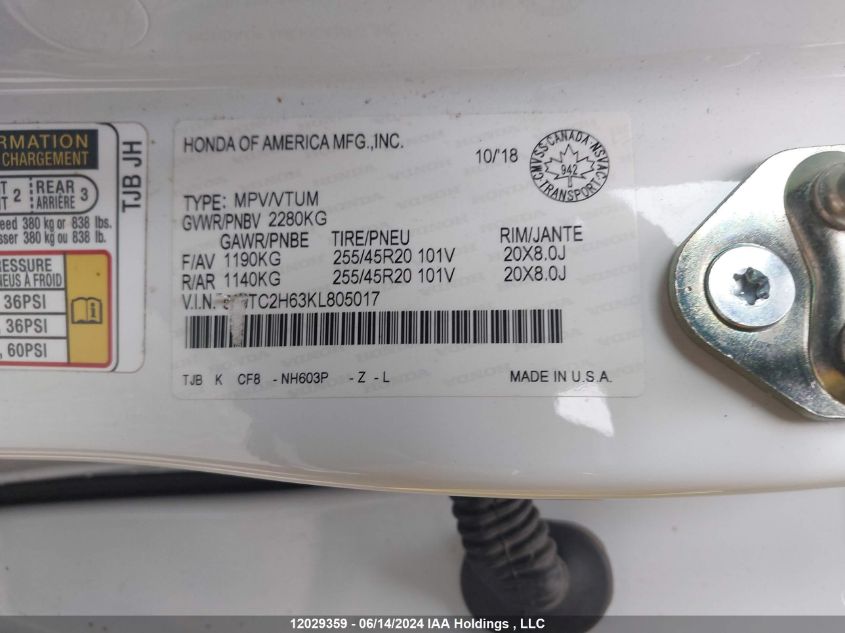 RMATION
CHARGEMENT
2 REAR ARRIÈRE 3
eed 380 kg or 838 lbs.
sser 380 kg ou 838 lb.
RESSURE
NEUS À FROID
36PSI
, 36PSI
, 60PSI
TJB JH
HONDA OF AMERICA MFG.,INC.
10/'18
CMVSS CANADA NSVAC
942
TRANSPORT
TYPE: MPV/VTUM
GVWR/PNBV 2280KG
GAWR/PNBE TIRE/PNEU RIM/JANTE
F/AV 1190KG 255/45R20 101V 20X8.0J
R/AR 1140KG 255/45R20 101V 20X8.0J
V.I.N. TC2H63KL805017
TJB K CF8 -NH603P -Z -L MADE IN U.S.A.
12029359 - 06/14/2024 IAA Holdings , LLC